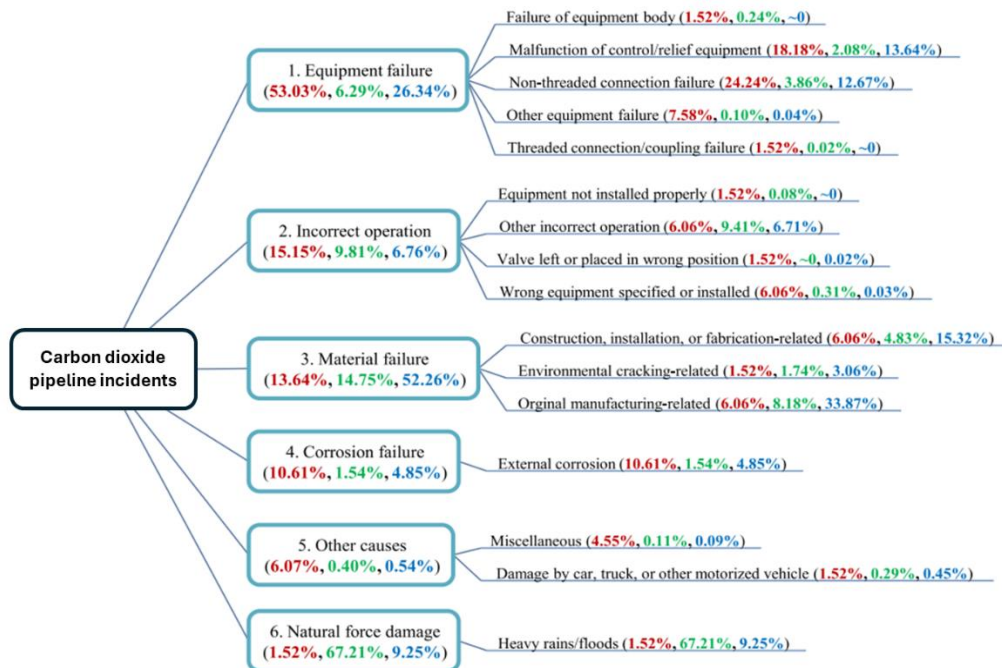 Carbon dioxide
pipeline incidents
1. Equipment failure
(53.03%, 6.29%, 26.34%)
Failure of equipment body (1.52%, 0.24%, ~0)
Malfunction of control/relief equipment (18.18%, 2.08%, 13.64%)
Non-threaded connection failure (24.24%, 3.86%, 12.67%)
Other equipment failure (7.58%, 0.10%, 0.04%)
Threaded connection/coupling failure (1.52%, 0.02%, ~0)
2. Incorrect operation
(15.15%, 9.81%, 6.76%)
Equipment not installed properly (1.52%, 0.08%, ~0)
Other incorrect operation (6.06%, 9.41%, 6.71%)
Valve left or placed in wrong position (1.52%, ~0, 0.02%)
Wrong equipment specified or installed (6.06%, 0.31%, 0.03%)
3. Material failure
(13.64%, 14.75%, 52.26%)
Construction, installation, or fabrication-related (6.06%, 4.83%, 15.32%)
Environmental cracking-related (1.52%, 1.74%, 3.06%)
Orginal manufacturing-related (6.06%, 8.18%, 33.87%)
4. Corrosion failure
(10.61%, 1.54%, 4.85%)
External corrosion (10.61%, 1.54%, 4.85%)
5. Other causes
(6.07%, 0.40%, 0.54%)
Miscellaneous (4.55%, 0.11%, 0.09%)
Damage by car, truck, or other motorized vehicle (1.52%, 0.29%, 0.45%)
6. Natural force damage
(1.52%, 67.21%, 9.25%)
Heavy rains/floods (1.52%, 67.21%, 9.25%)